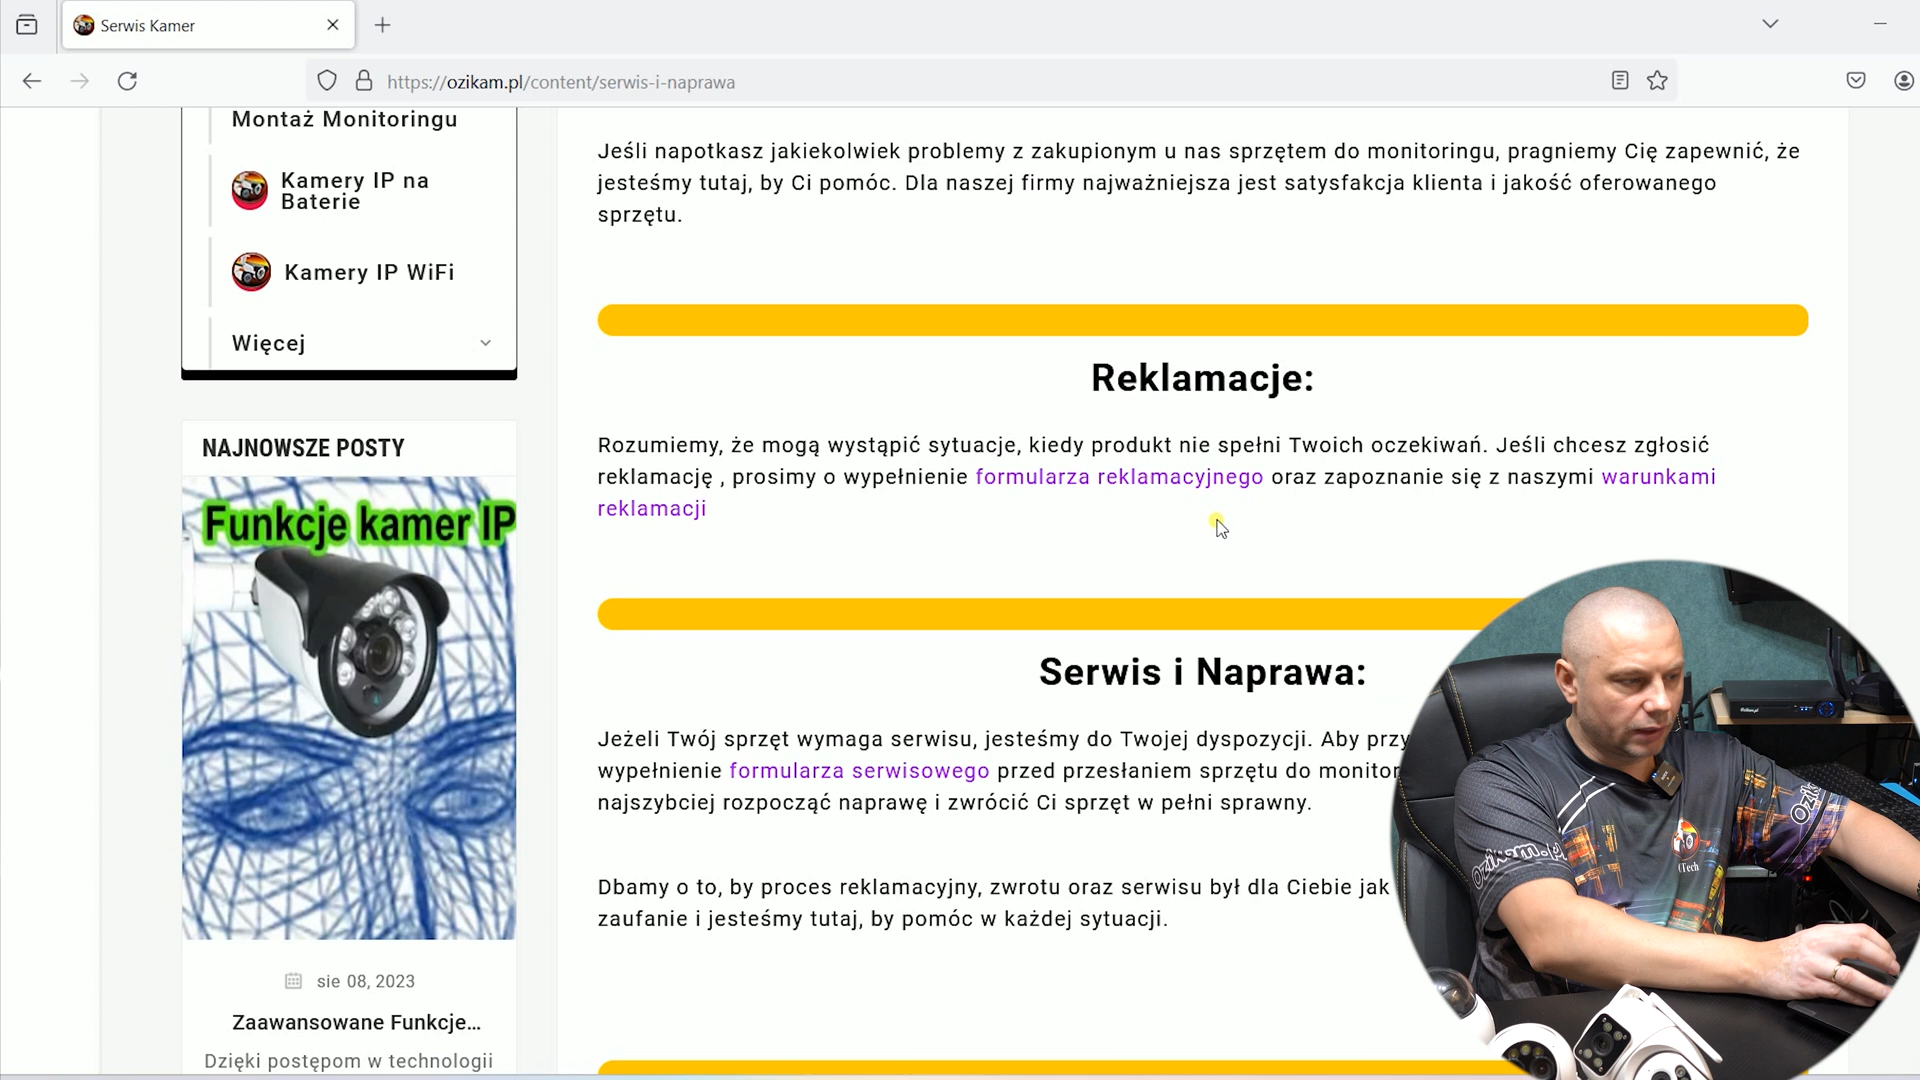 Serwis Kamer
https://ozikam.pl/content/serwis-i-naprawa
Montaż Monitoringu
Kamery IP na
Baterie
Kamery IP WiFi
Więcej
NAJNOWSZE POSTY
Funkcje kamer IP
sie 08, 2023
Zaawansowane Funkcje...
Dzięki postępom w technologii
Jeśli napotkasz jakiekolwiek problemy z zakupionym u nas sprzętem do monitoringu, pragniemy Cię zapewnić, że
jesteśmy tutaj, by Ci pomóc. Dla naszej firmy najważniejsza jest satysfakcja klienta i jakość oferowanego
sprzętu.
Reklamacje:
Rozumiemy, że mogą wystąpić sytuacje, kiedy produkt nie spełni Twoich oczekiwań. Jeśli chcesz zgłosić
reklamację , prosimy o wypełnienie formularza reklamacyjnego oraz zapoznanie się z naszymi warunkami
reklamacji
Serwis i Naprawa:
Jeżeli Twój sprzęt wymaga serwisu, jesteśmy do Twojej dyspozycji. Aby przy
wypełnienie formularza serwisowego przed przesłaniem sprzętu do monitor
najszybciej rozpocząć naprawę i zwrócić Ci sprzęt w pełni sprawny.
Dbamy o to, by proces reklamacyjny, zwrotu oraz serwisu był dla Ciebie jak
zaufanie i jesteśmy tutaj, by pomóc w każdej sytuacji.
Ozikam.pl